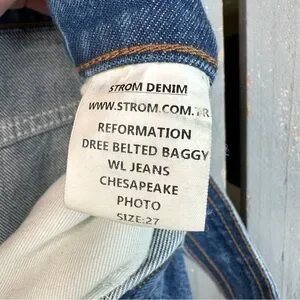 STROM DENIM
WWW.STROM.COM.TR
REFORMATION
DREE BELTED BAGGY
WL JEANS
CHESAPEAKE
PHOTO
SIZE:27